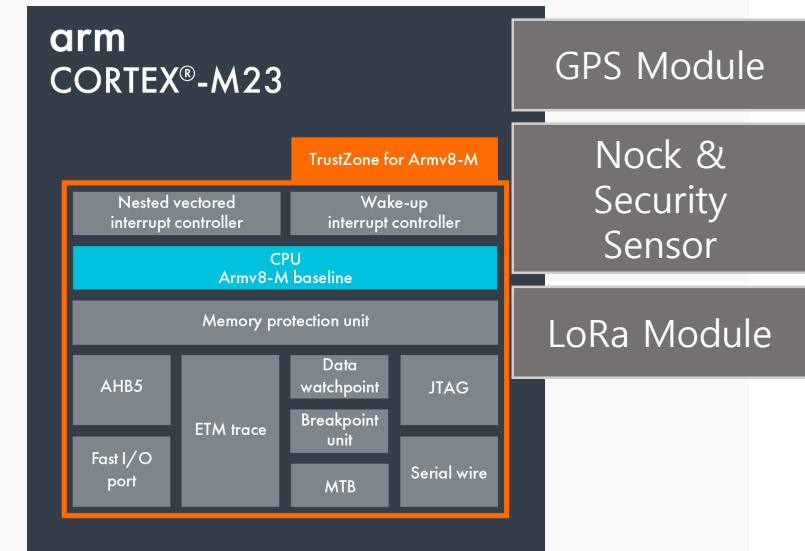 arm
CORTEX®-M23
GPS Module
Nock &
Security
Sensor
LoRa Module
TrustZone for Armv8-M
Nested vectored
interrupt controller
Wake-up
interrupt controller
CPU
Armv8-M baseline
Memory protection unit
AHB5
ETM trace
Data
watchpoint
JTAG
Breakpoint
unit
Fast I/O
port
MTB
Serial wire